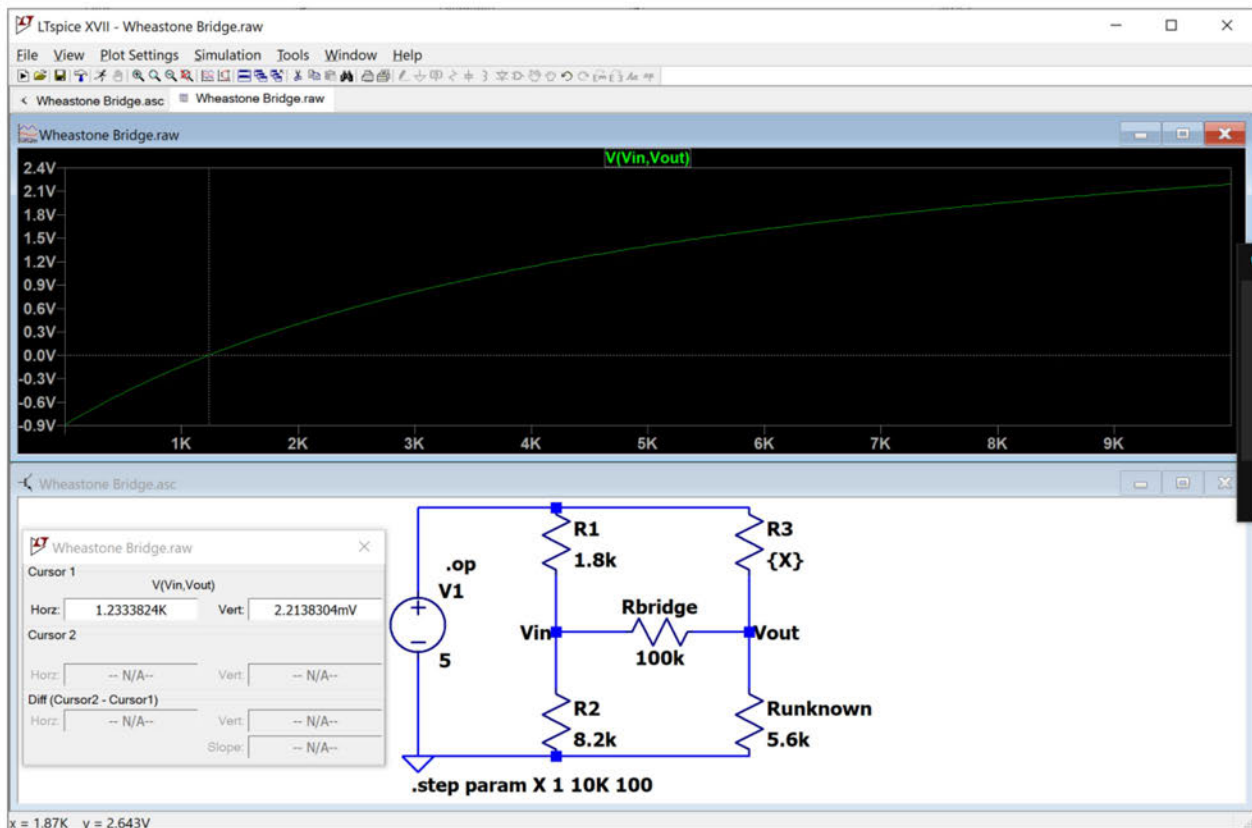 LTspice XVII - Wheastone Bridge.raw
File View Plot Settings Simulation Tools Window Help
Wheastone Bridge.asc Wheastone Bridge.raw
Wheastone Bridge.raw
V(Vin,Vout)
2.4V
2.1V
1.8V
1.5V
1.2V
0.9V
0.6V
0.3V
0.0V
-0.3V
-0.6V
-0.9V
1K 2K 3K 4K 5K 6K 7K 8K 9K
Wheastone Bridge.asc
Wheastone Bridge.raw
Cursor 1
V(Vin,Vout)
Horz: 1.2333824K Vert: 2.2138304mV
Cursor 2
Horz: -- N/A-- Vert: -- N/A--
Diff (Cursor2 - Cursor1)
Horz: -- N/A-- Vert: -- N/A--
Slope: -- N/A--
.op
V1
5
R1
1.8k
R3
{X}
Rbridge
Vin
Vout
100k
R2
8.2k
Runknown
5.6k
.step param X 1 10K 100
x = 1.87K y = 2.643V